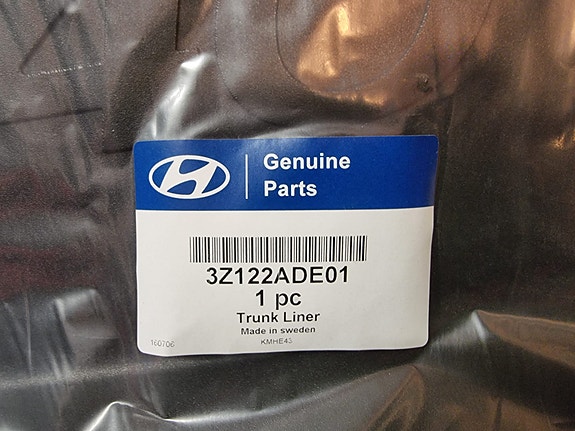 Genuine
Parts
3Z122ADE01
1 pc
Trunk Liner
Made in sweden
160706
KMHE43